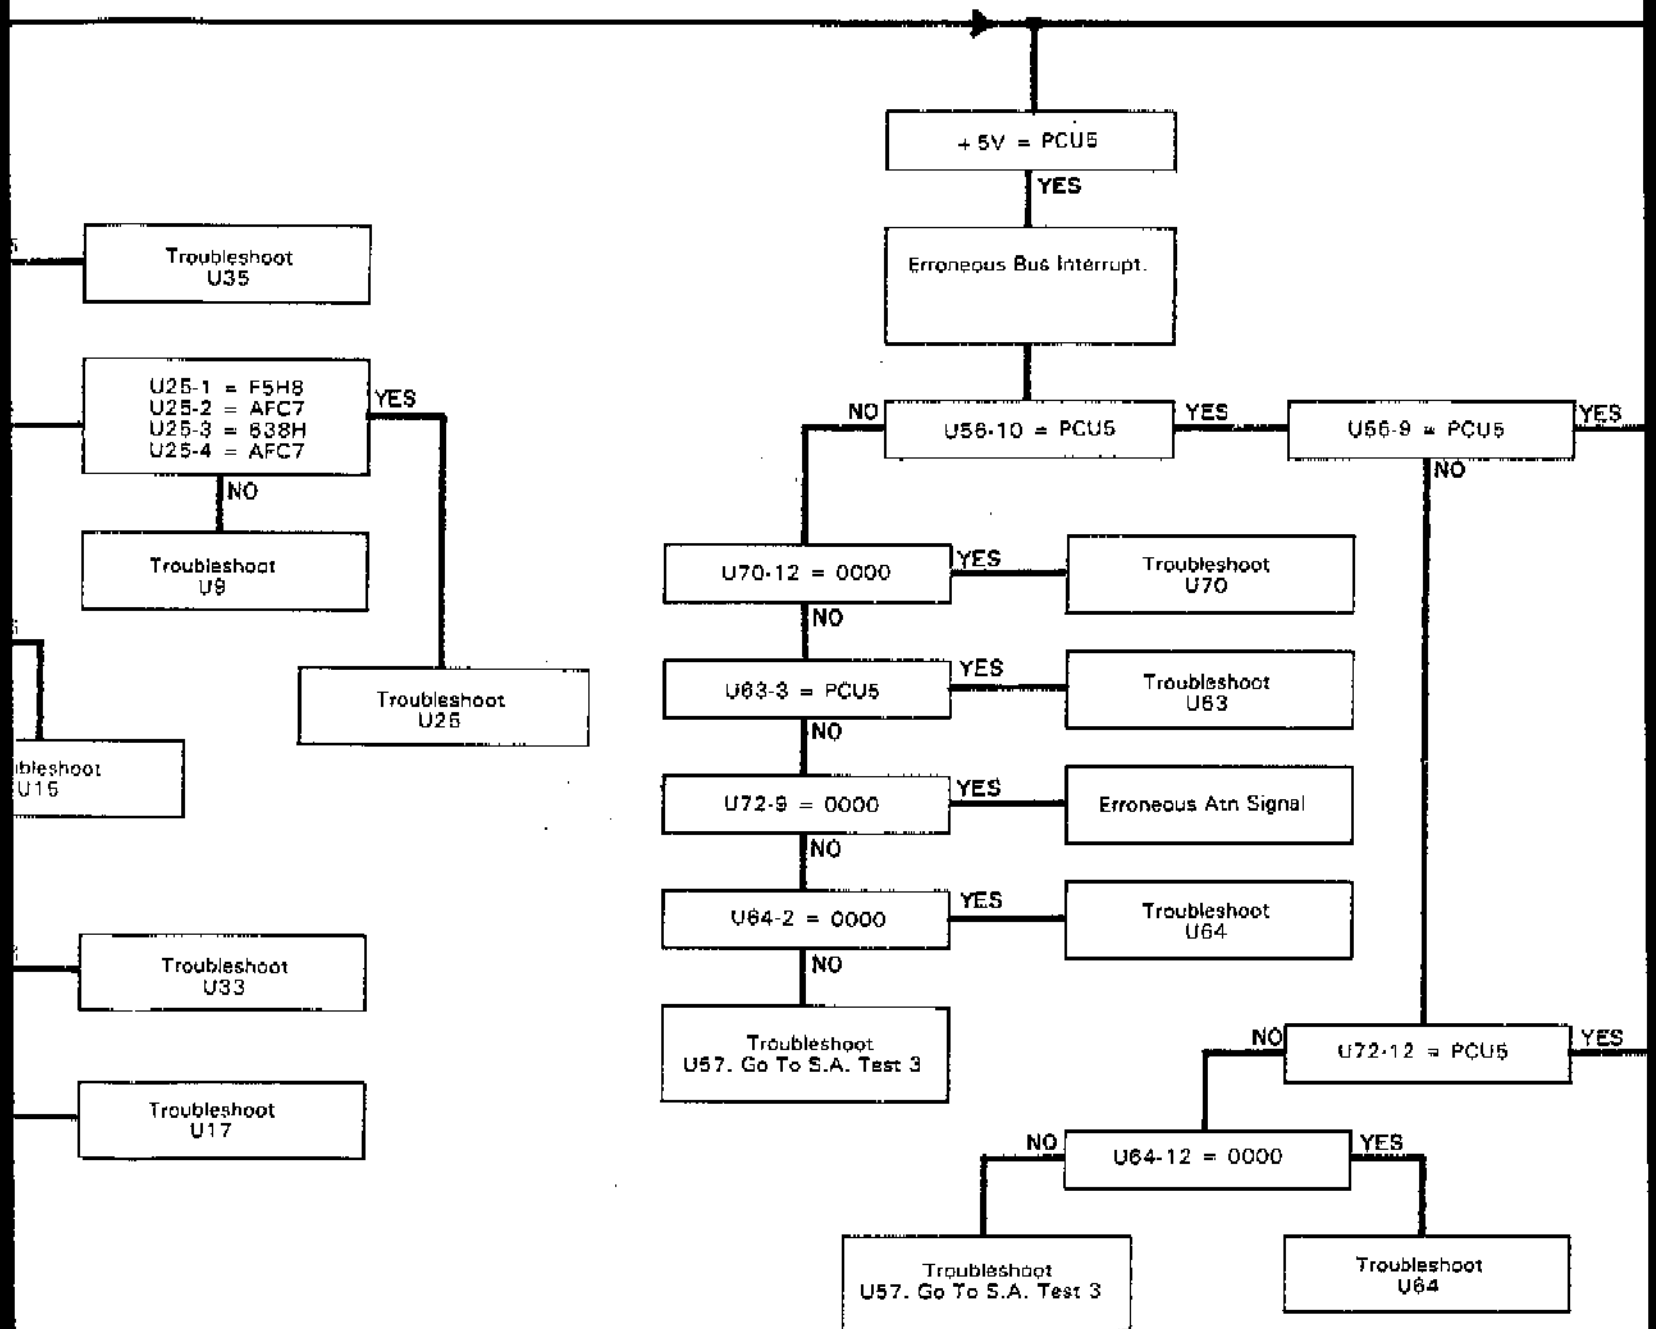 +5V = PCU5
YES
Troubleshoot
U35
Erroneous Bus Interrupt.
U25-1 = F5H8
U25-2 = AFC7
U25-3 = 638H
U25-4 = AFC7
YES
NO
Troubleshoot
U9
Troubleshoot
U25
U15
NO
U56-10 = PCU5
YES
U56-9 = PCU5
YES
NO
U70-12 = 0000
YES
Troubleshoot
U70
NO
U63-3 = PCU5
YES
Troubleshoot
U63
NO
U72-9 = 0000
YES
Erroneous Atn Signal
NO
U64-2 = 0000
YES
Troubleshoot
U64
NO
Troubleshoot
U57. Go To S.A. Test 3
Troubleshoot
U33
Troubleshoot
U17
NO
U72-12 = PCU5
YES
NO
U64-12 = 0000
YES
Troubleshoot
U57. Go To S.A. Test 3
Troubleshoot
U64